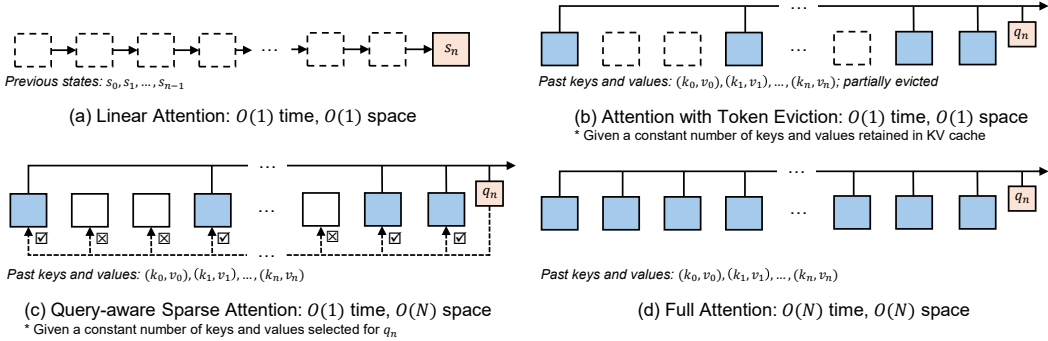 ... s_n
Previous states: s_0, s_1, ..., s_{n−1}
(a) Linear Attention: O(1) time, O(1) space
...
... q_n
Past keys and values: (k_0, v_0), (k_1, v_1), ..., (k_n, v_n); partially evicted
(b) Attention with Token Eviction: O(1) time, O(1) space
* Given a constant number of keys and values retained in KV cache
...
... q_n
...
Past keys and values: (k_0, v_0), (k_1, v_1), ..., (k_n, v_n)
(c) Query-aware Sparse Attention: O(1) time, O(N) space
* Given a constant number of keys and values selected for q_n
...
... q_n
Past keys and values: (k_0, v_0), (k_1, v_1), ..., (k_n, v_n)
(d) Full Attention: O(N) time, O(N) space